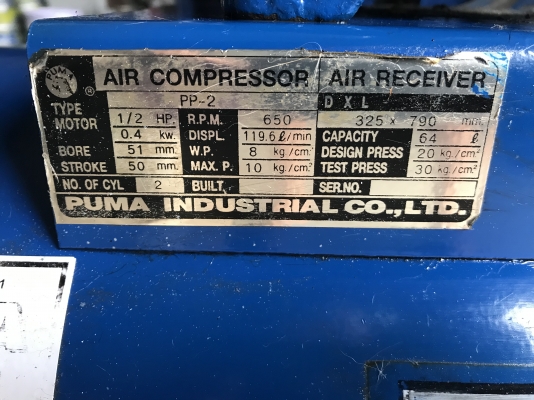 PUMA ® AIR COMPRESSOR AIR RECEIVER
TYPE PP-2 D X L
MOTOR 1/2 HP. R.P.M. 650 325 x 790 mm.
0.4 kw. DISPL. 119.6 ℓ/min CAPACITY 64 ℓ
BORE 51 mm. W.P. 8 kg/cm² DESIGN PRESS 20 kg/cm²
STROKE 50 mm. MAX. P. 10 kg/cm² TEST PRESS 30 kg/cm²
NO. OF CYL 2 BUILT. SER.NO.
PUMA INDUSTRIAL CO.,LTD.
1